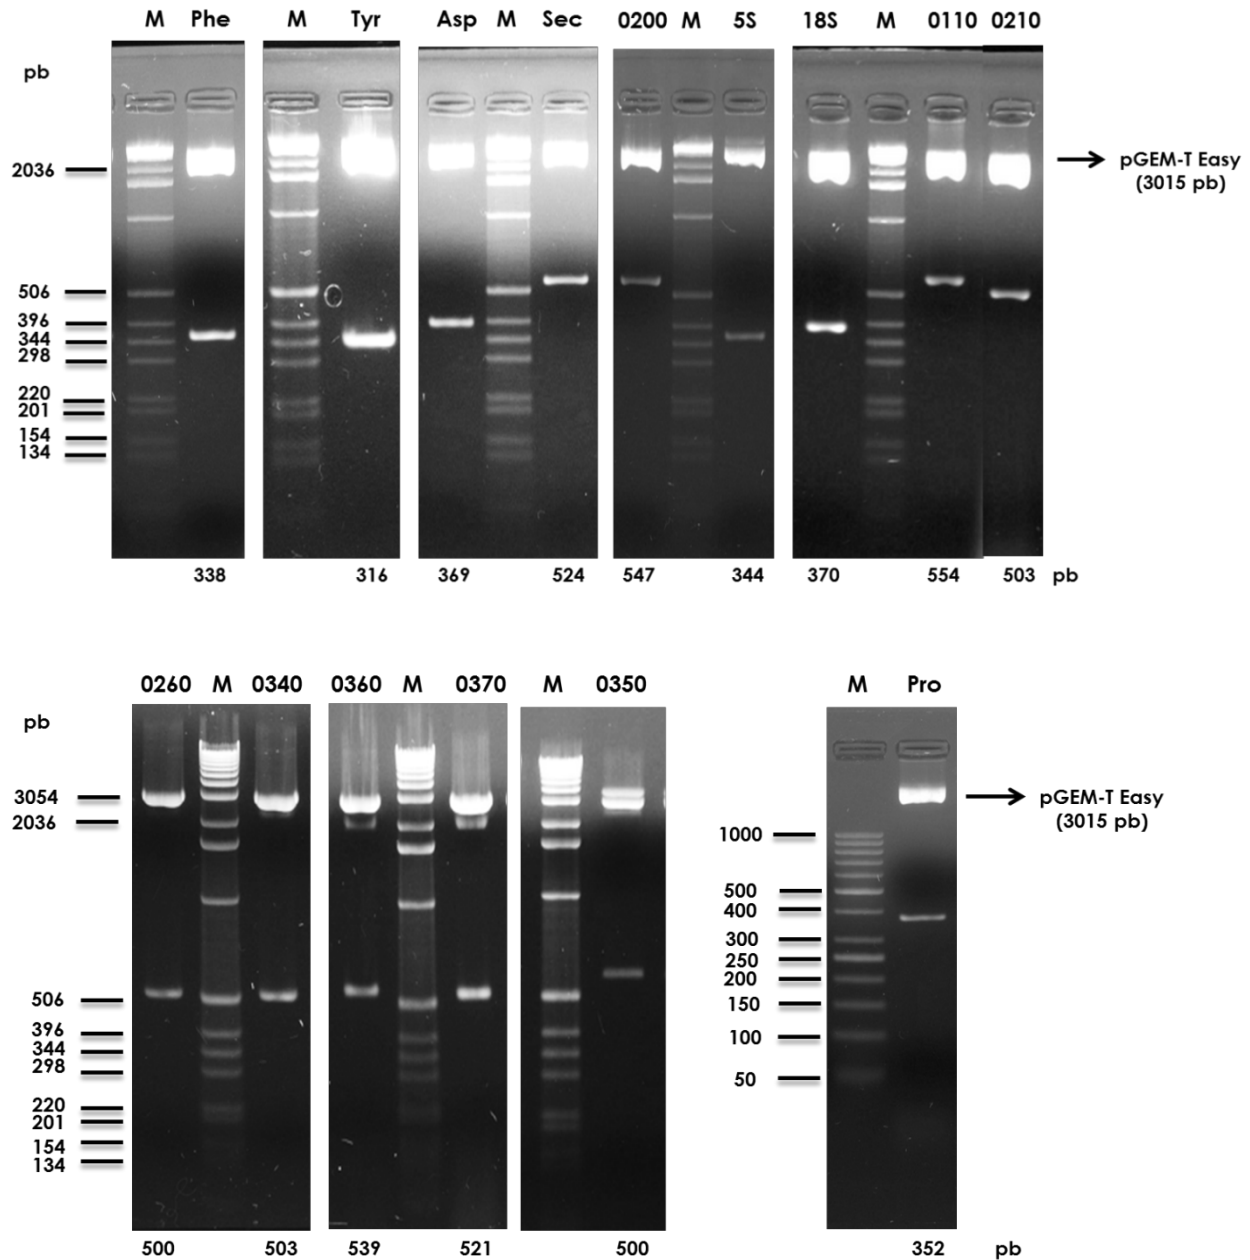 M Phe M Tyr Asp M Sec 0200 M 5S 18S M 0110 0210
pb
2036
506
396
344
298
220
201
154
134
pGEM-T Easy
(3015 pb)
338 316 369 524 547 344 370 554 503 pb
0260 M 0340 0360 M 0370 M 0350 M Pro
pb
3054
2036
506
396
344
298
220
201
154
134
1000
500
400
300
250
200
150
100
50
pGEM-T Easy
(3015 pb)
500 503 539 521 500 352 pb